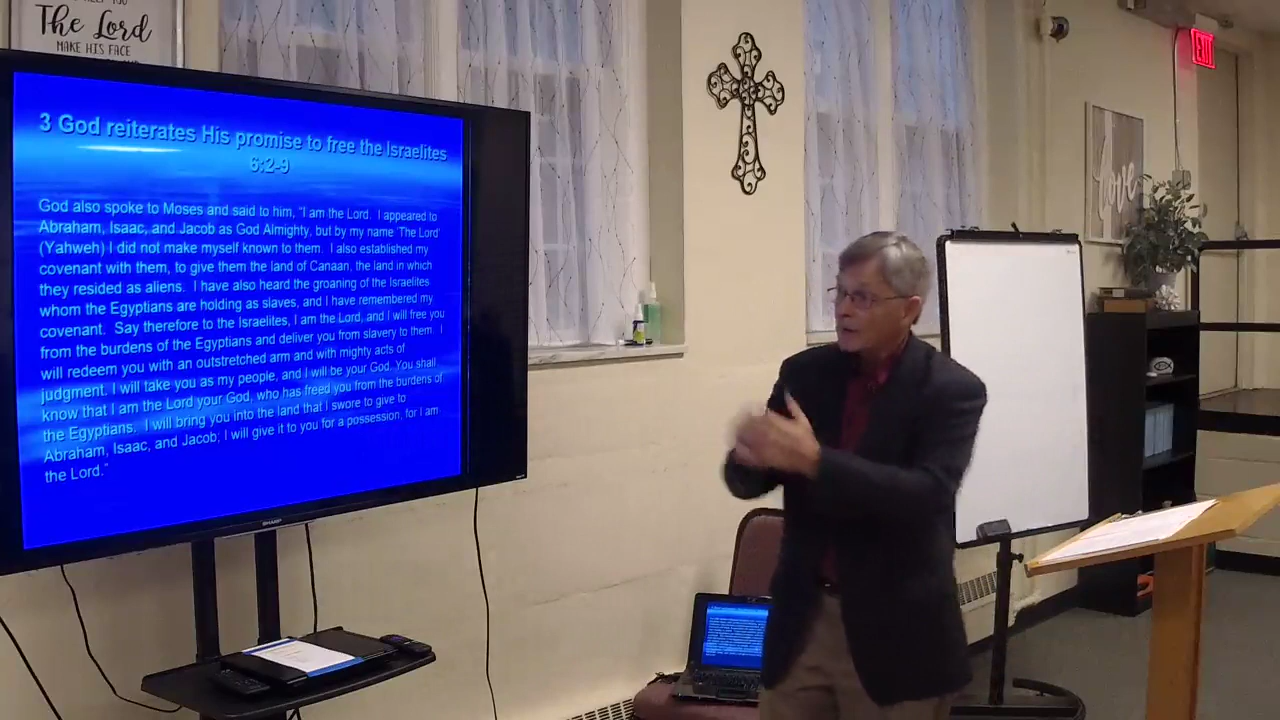 The Lord
MAKE HIS FACE
EXIT
love
3 God reiterates His promise to free the Israelites
6:2-9
God also spoke to Moses and said to him, “I am the Lord. I appeared to
Abraham, Isaac, and Jacob as God Almighty, but by my name 'The Lord'
(Yahweh) I did not make myself known to them. I also established my
covenant with them, to give them the land of Canaan, the land in which
they resided as aliens. I have also heard the groaning of the Israelites
whom the Egyptians are holding as slaves, and I have remembered my
covenant. Say therefore to the Israelites, I am the Lord, and I will free you
from the burdens of the Egyptians and deliver you from slavery to them. I
will redeem you with an outstretched arm and with mighty acts of
judgment. I will take you as my people, and I will be your God. You shall
know that I am the Lord your God, who has freed you from the burdens of
the Egyptians. I will bring you into the land that I swore to give to
Abraham, Isaac, and Jacob; I will give it to you for a possession, for I am
the Lord.”
SHARP